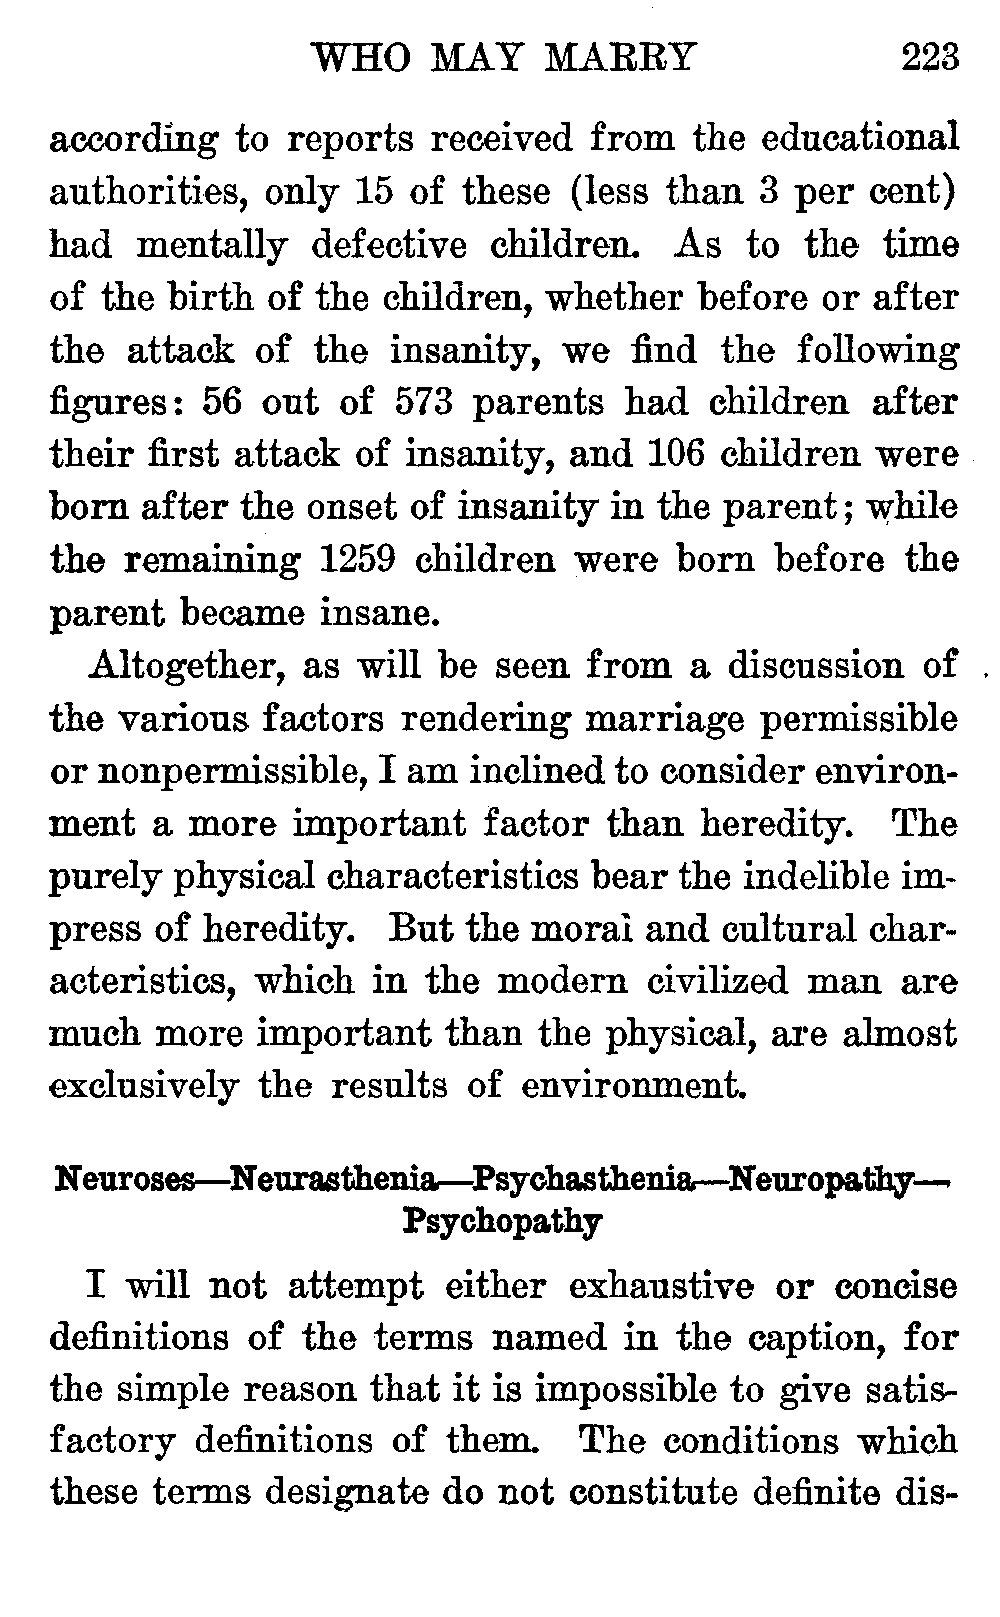 WHO MAY MARRY 223
according to reports received from the educational
authorities, only 15 of these (less than 3 per cent)
had mentally defective children. As to the time
of the birth of the children, whether before or after
the attack of the insanity, we find the following
figures: 56 out of 573 parents had children after
their first attack of insanity, and 106 children were
born after the onset of insanity in the parent; while
the remaining 1259 children were born before the
parent became insane.
Altogether, as will be seen from a discussion of
the various factors rendering marriage permissible
or nonpermissible, I am inclined to consider environ-
ment a more important factor than heredity. The
purely physical characteristics bear the indelible im-
press of heredity. But the moral and cultural char-
acteristics, which in the modern civilized man are
much more important than the physical, are almost
exclusively the results of environment.
Neuroses—Neurasthenia—Psychasthenia—Neuropathy—
Psychopathy
I will not attempt either exhaustive or concise
definitions of the terms named in the caption, for
the simple reason that it is impossible to give satis-
factory definitions of them. The conditions which
these terms designate do not constitute definite dis-